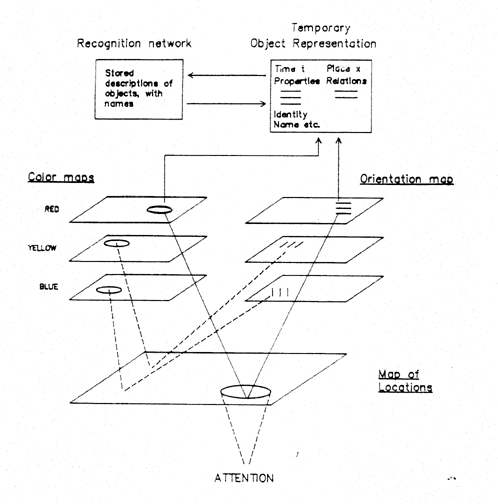 Temporary
Recognition network
Object Representation
Stored
descriptions of
objects, with
names
Time t Place x
Properties Relations
Identity
Name etc.
Color maps
Orientation map
RED
YELLOW
BLUE
Map of
Locations
ATTENTION